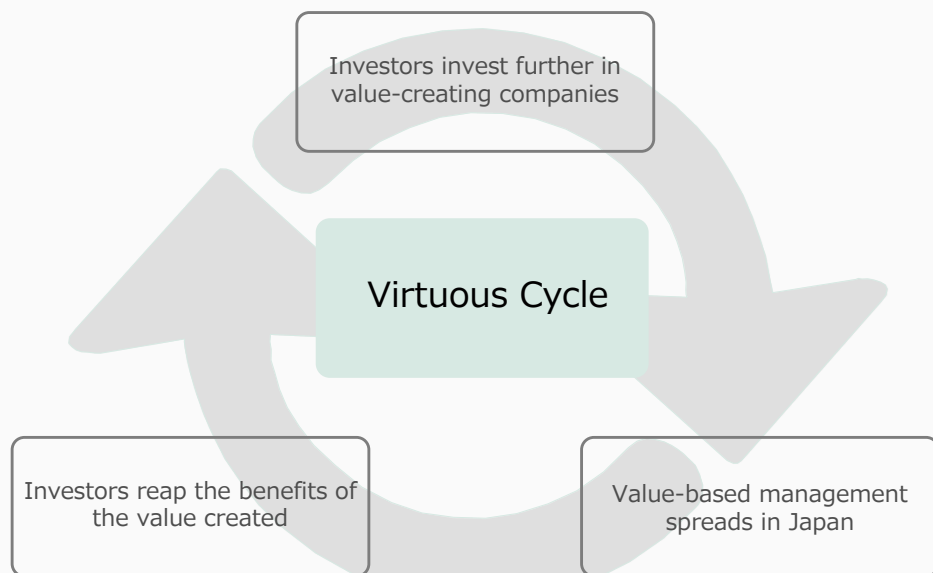 Investors invest further in
value-creating companies
Virtuous Cycle
Investors reap the benefits of
the value created
Value-based management
spreads in Japan